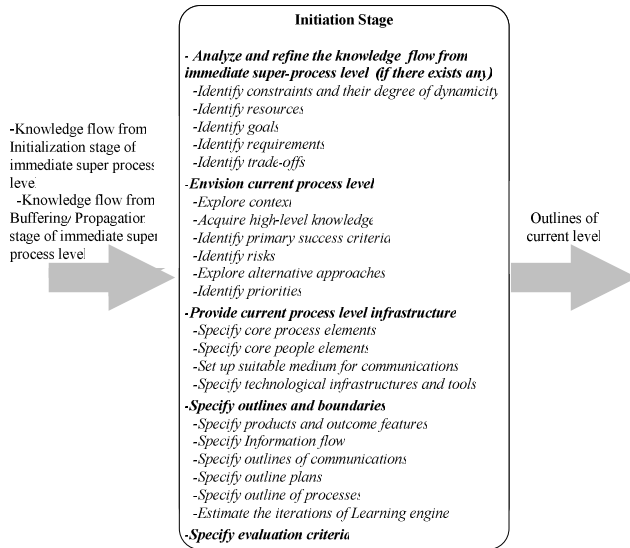 Initiation Stage
- Analyze and refine the knowledge flow from
immediate super-process level (if there exists any)
-Identify constraints and their degree of dynamicity
-Identify resources
-Identify goals
-Identify requirements
-Identify trade-offs
-Envision current process level
-Explore context
-Acquire high-level knowledge
-Identify primary success criteria
-Identify risks
-Explore alternative approaches
-Identify priorities
-Provide current process level infrastructure
-Specify core process elements
-Specify core people elements
-Set up suitable medium for communications
-Specify technological infrastructures and tools
-Specify outlines and boundaries
-Specify products and outcome features
-Specify Information flow
-Specify outlines of communications
-Specify outline plans
-Specify outline of processes
-Estimate the iterations of Learning engine
-Specify evaluation criteria
-Knowledge flow from
Initialization stage of
immediate super process
level
-Knowledge flow from
Buffering/Propagation
stage of immediate super
process level
Outlines of
current level